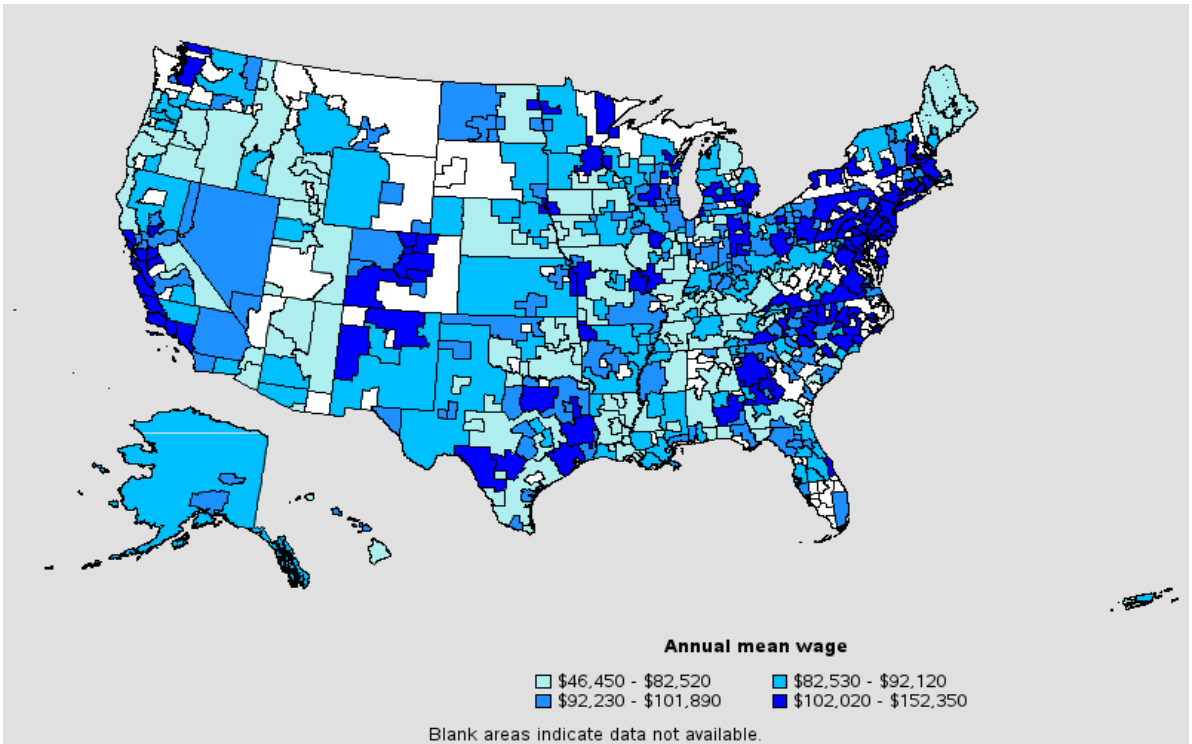 Annual mean wage
$46,450 - $82,520 $82,530 - $92,120
$92,230 - $101,890 $102,020 - $152,350
Blank areas indicate data not available.